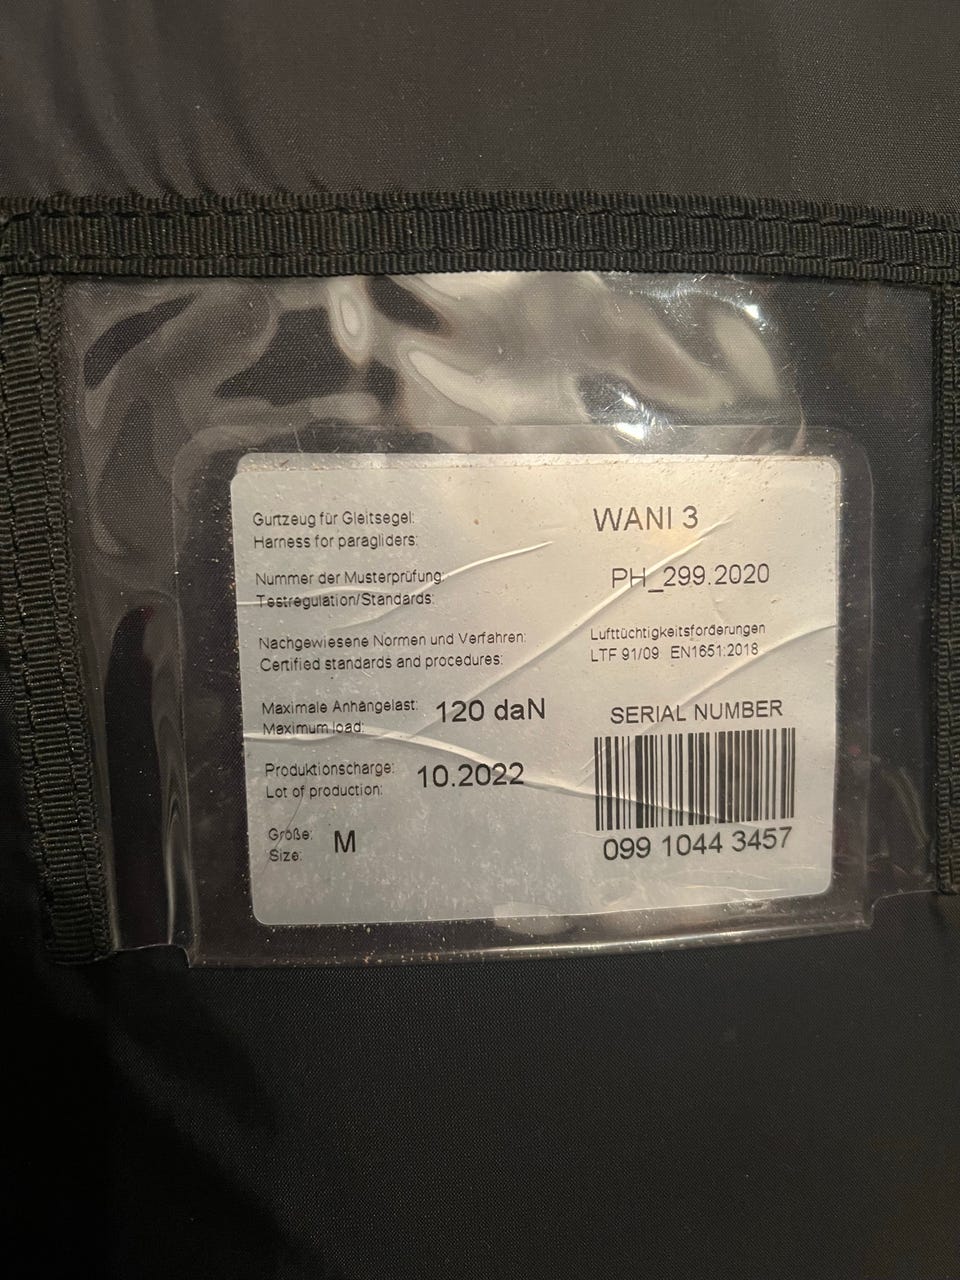 Gurtzeug für Gleitsegel: WANI 3
Harness for paragliders:
Nummer der Musterprüfung: PH_299.2020
Testregulation/Standards:
Nachgewiesene Normen und Verfahren: Lufttüchtigkeitsforderungen
Certified standards and procedures: LTF 91/09 EN1651:2018
Maximale Anhängelast: 120 daN
Maximum load:
SERIAL NUMBER
Produktionscharge: 10.2022
Lot of production:
Größe: M
Size:
099 1044 3457